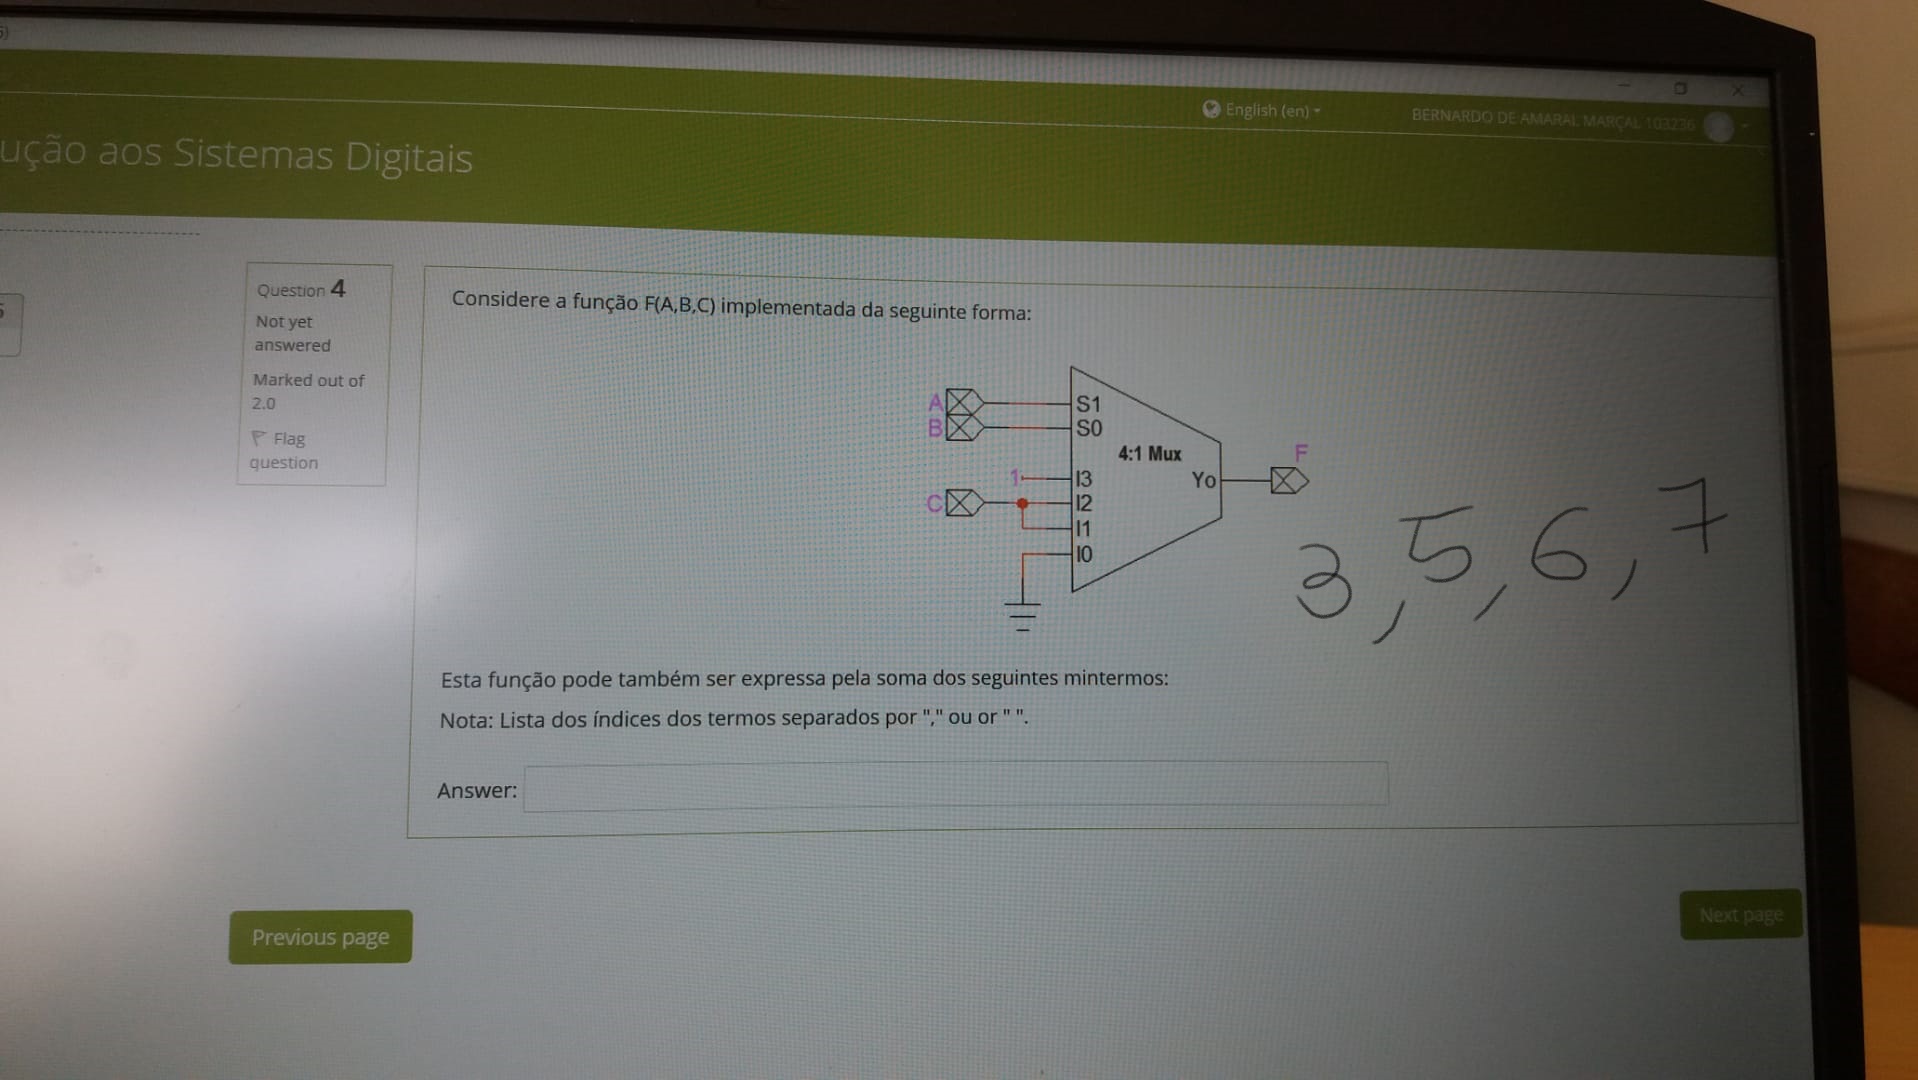 English (en)
BERNARDO DE AMARAL MARÇAL 103236
ução aos Sistemas Digitais
Question 4
Not yet
answered
Marked out of
2.0
Flag
question
Considere a função F(A,B,C) implementada da seguinte forma:
A
B
S1
S0
4:1 Mux
F
1
I3
Yo
C
I2
I1
I0
3, 5, 6, 7
Esta função pode também ser expressa pela soma dos seguintes mintermos:
Nota: Lista dos índices dos termos separados por "," ou or " ".
Answer:
Previous page
Next page